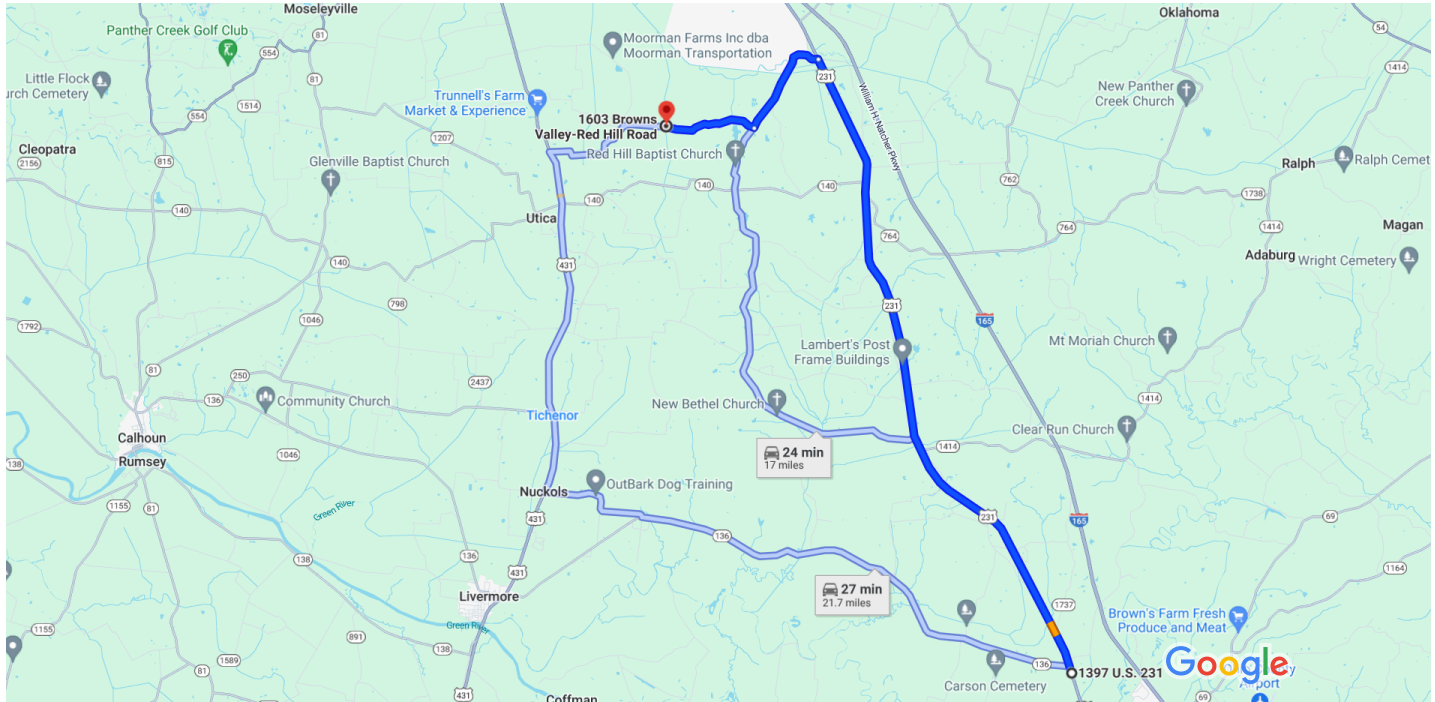 Moseleyville
Oklahoma
Panther Creek Golf Club
81
54
554
554
Moorman Farms Inc dba
Moorman Transportation
1414
Little Flock
urch Cemetery
81
231
New Panther
Creek Church
1514
Trunnell's Farm
Market & Experience
William H. Natcher Pkwy
1603 Browns
Valley-Red Hill Road
1207
Cleopatra
2156
815
Glenville Baptist Church
Red Hill Baptist Church
Ralph
Ralph Cemet
762
140
140
1738
140
Utica
140
1414
Magan
764
764
Adaburg
Wright Cemetery
140
431
798
231
1792
1046
165
Lambert's Post
Frame Buildings
Mt Moriah Church
81
250
2437
136
Community Church
New Bethel Church
1414
Tichenor
Clear Run Church
Calhoun
24 min
17 miles
1414
Rumsey
1046
138
OutBark Dog Training
Nuckols
1155
81
Green River
431
231
69
165
136
138
1164
431
136
27 min
21.7 miles
Livermore
1737
Brown's Farm Fresh
Produce and Meat
Green River
1155
891
138
1589
136
Google
81
1397 U.S. 231
Carson Cemetery
431
69
Airport
Coffman